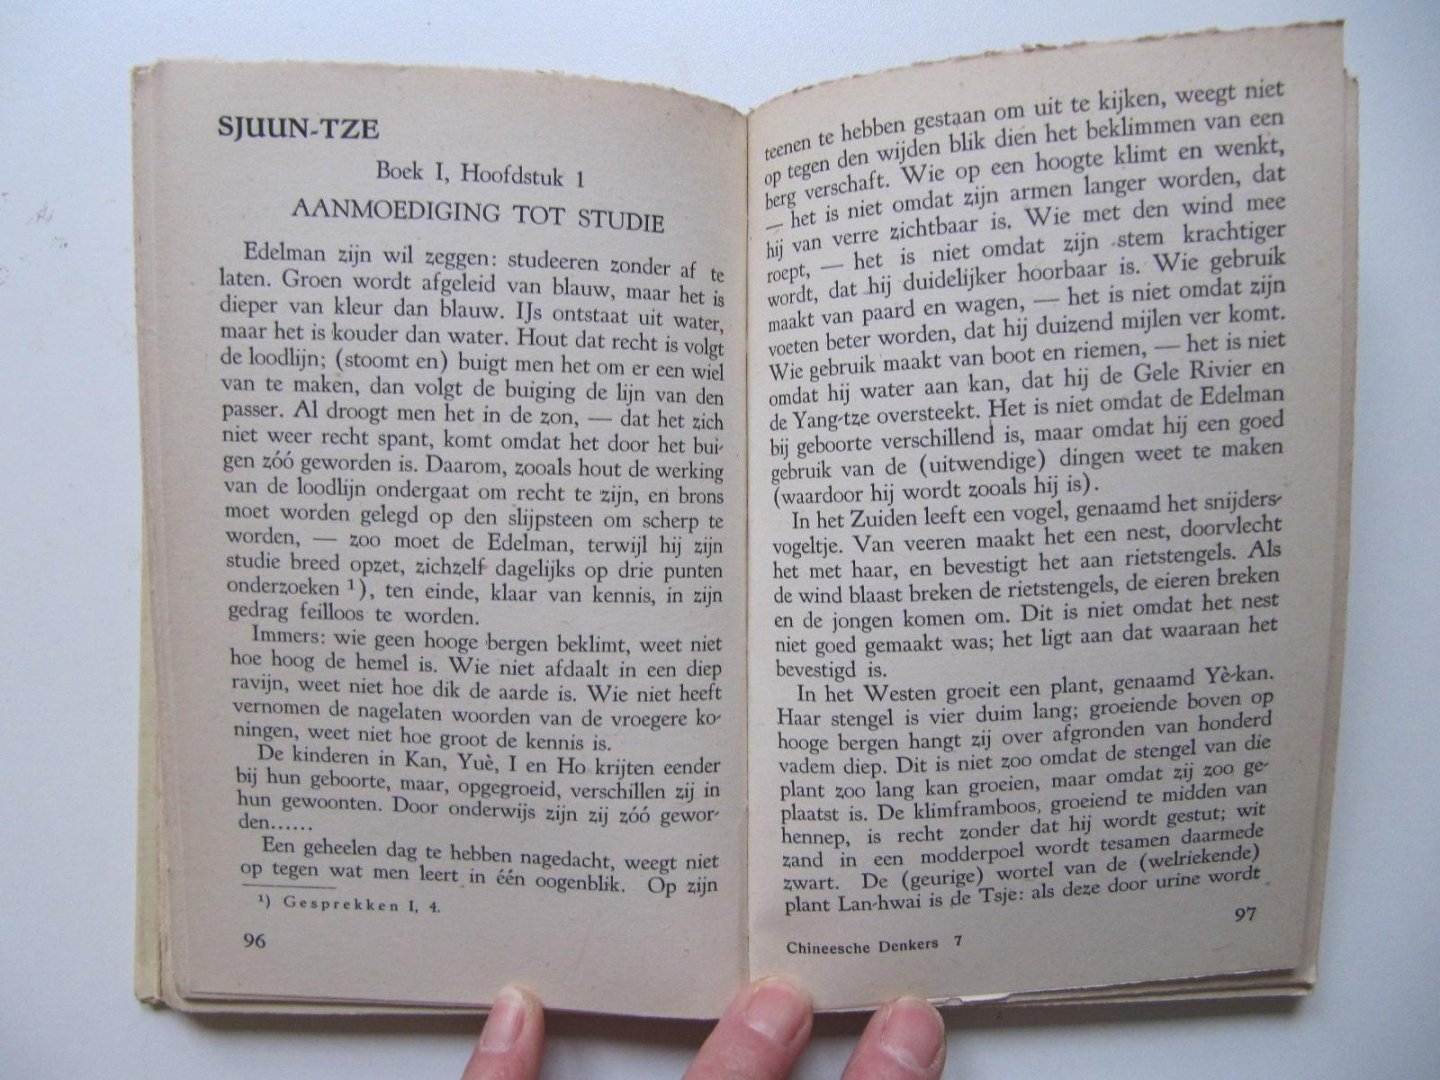 SJUUN-TZE
Boek I, Hoofdstuk 1
AANMOEDIGING TOT STUDIE
Edelman zijn wil zeggen: studeeren zonder af te
laten. Groen wordt afgeleid van blauw, maar het is
dieper van kleur dan blauw. IJs ontstaat uit water,
maar het is kouder dan water. Hout dat recht is volgt
de loodlijn; (stoomt en) buigt men het om er een wiel
van te maken, dan volgt de buiging de lijn van den
passer. Al droogt men het in de zon, — dat het zich
niet weer recht spant, komt omdat het door het bui-
gen zóó geworden is. Daarom, zooals hout de werking
van de loodlijn ondergaat om recht te zijn, en brons
moet worden gelegd op den slijpsteen om scherp te
worden, — zoo moet de Edelman, terwijl hij zijn
studie breed opzet, zichzelf dagelijks op drie punten
onderzoeken ¹), ten einde, klaar van kennis, in zijn
gedrag feilloos te worden.
Immers: wie geen hooge bergen beklimt, weet niet
hoe hoog de hemel is. Wie niet afdaalt in een diep
ravijn, weet niet hoe dik de aarde is. Wie niet heeft
vernomen de nagelaten woorden van de vroegere ko-
ningen, weet niet hoe groot de kennis is.
De kinderen in Kan, Yuè, I en Ho krijten eender
bij hun geboorte, maar, opgegroeid, verschillen zij in
hun gewoonten. Door onderwijs zijn zij zóó gewor-
den......
Een geheelen dag te hebben nagedacht, weegt niet
op tegen wat men leert in één oogenblik. Op zijn
¹) Gesprekken I, 4.
96
teenen te hebben gestaan om uit te kijken, weegt niet
op tegen den wijden blik dien het beklimmen van een
berg verschaft. Wie op een hoogte klimt en wenkt,
— het is niet omdat zijn armen langer worden, dat
hij van verre zichtbaar is. Wie met den wind mee
roept, — het is niet omdat zijn stem krachtiger
wordt, dat hij duidelijker hoorbaar is. Wie gebruik
maakt van paard en wagen, — het is niet omdat zijn
voeten beter worden, dat hij duizend mijlen ver komt.
Wie gebruik maakt van boot en riemen, — het is niet
omdat hij water aan kan, dat hij de Gele Rivier en
de Yang-tze oversteekt. Het is niet omdat de Edelman
bij geboorte verschillend is, maar omdat hij een goed
gebruik van de (uitwendige) dingen weet te maken
(waardoor hij wordt zooals hij is).
In het Zuiden leeft een vogel, genaamd het snijders-
vogeltje. Van veeren maakt het een nest, doorvlecht
het met haar, en bevestigt het aan rietstengels. Als
de wind blaast breken de rietstengels, de eieren breken
en de jongen komen om. Dit is niet omdat het nest
niet goed gemaakt was; het ligt aan dat waaraan het
bevestigd is.
In het Westen groeit een plant, genaamd Yè-kan.
Haar stengel is vier duim lang; groeiende boven op
hooge bergen hangt zij over afgronden van honderd
vadem diep. Dit is niet zoo omdat de stengel van die
plant zoo lang kan groeien, maar omdat zij zoo ge-
plaatst is. De klimframboos, groeiend te midden van
hennep, is recht zonder dat hij wordt gestut; wit
zand in een modderpoel wordt tesamen daarmede
zwart. De (geurige) wortel van de (welriekende)
plant Lan-hwai is de Tsje: als deze door urine wordt
97
Chineesche Denkers 7